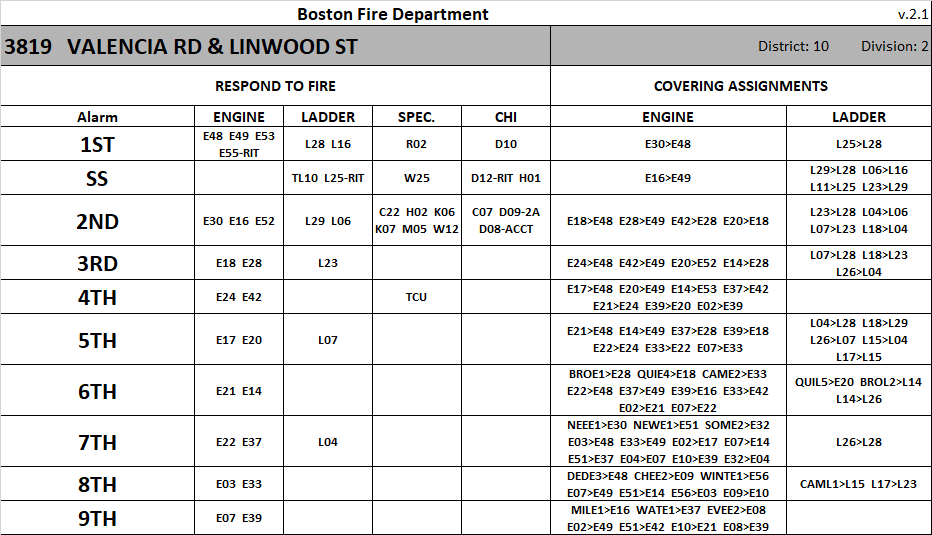 Boston Fire Department v.2.1
3819 VALENCIA RD & LINWOOD ST District: 10 Division: 2
RESPOND TO FIRE COVERING ASSIGNMENTS
Alarm ENGINE LADDER SPEC. CHI ENGINE LADDER
1ST E48 E49 E53 L28 L16 R02 D10 E30>E48 L25>L28
E55-RIT
SS TL10 L25-RIT W25 D12-RIT H01 E16>E49 L29>L28 L06>L16
L11>L25 L23>L29
2ND E30 E16 E52 L29 L06 C22 H02 K06 C07 D09-2A E18>E48 E28>E49 E42>E28 E20>E18 L23>L28 L04>L06
K07 M05 W12 D08-ACCT L07>L23 L18>L04
3RD E18 E28 L23 E24>E48 E42>E49 E20>E52 E14>E28 L07>L28 L18>L23
L26>L04
4TH E24 E42 TCU E17>E48 E20>E49 E14>E53 E37>E42
E21>E24 E39>E20 E02>E39
5TH E17 E20 L07 E21>E48 E14>E49 E37>E28 E39>E18 L04>L28 L18>L29
E22>E24 E33>E22 E07>E33 L26>L07 L15>L04
L17>L15
6TH E21 E14 BROE1>E28 QUIE4>E18 CAME2>E33 QUIL5>E20 BROL2>L14
E22>E48 E37>E49 E39>E16 E33>E42 L14>L26
E02>E21 E07>E22
7TH E22 E37 L04 NEEE1>E30 NEWE1>E51 SOME2>E32 L26>L28
E03>E48 E33>E49 E02>E17 E07>E14
E51>E37 E04>E07 E10>E39 E32>E04
8TH E03 E33 DEDE3>E48 CHEE2>E09 WINTE1>E56 CAML1>L15 L17>L23
E07>E49 E51>E14 E56>E03 E09>E10
9TH E07 E39 MILE1>E16 WATE1>E37 EVEE2>E08
E02>E49 E51>E42 E10>E21 E08>E39